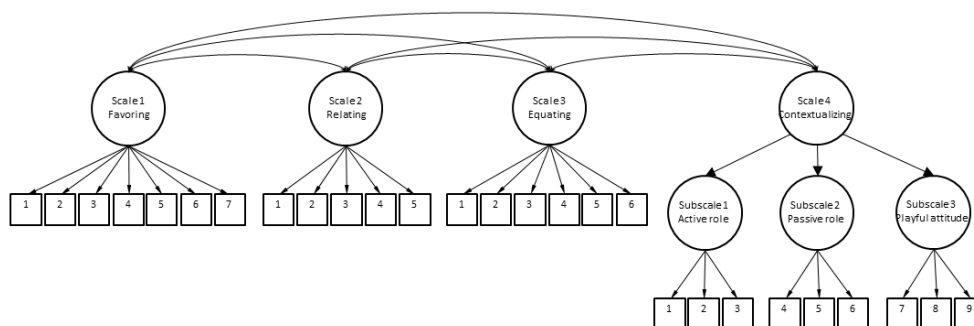 Scale 1
Favoring
Scale 2
Relating
Scale 3
Equating
Scale 4
Contextualizing
1 2 3 4 5 6 7
1 2 3 4 5
1 2 3 4 5 6
Subscale 1
Active role
Subscale 2
Passive role
Subscale 3
Playful attitude
1 2 3
4 5 6
7 8 9